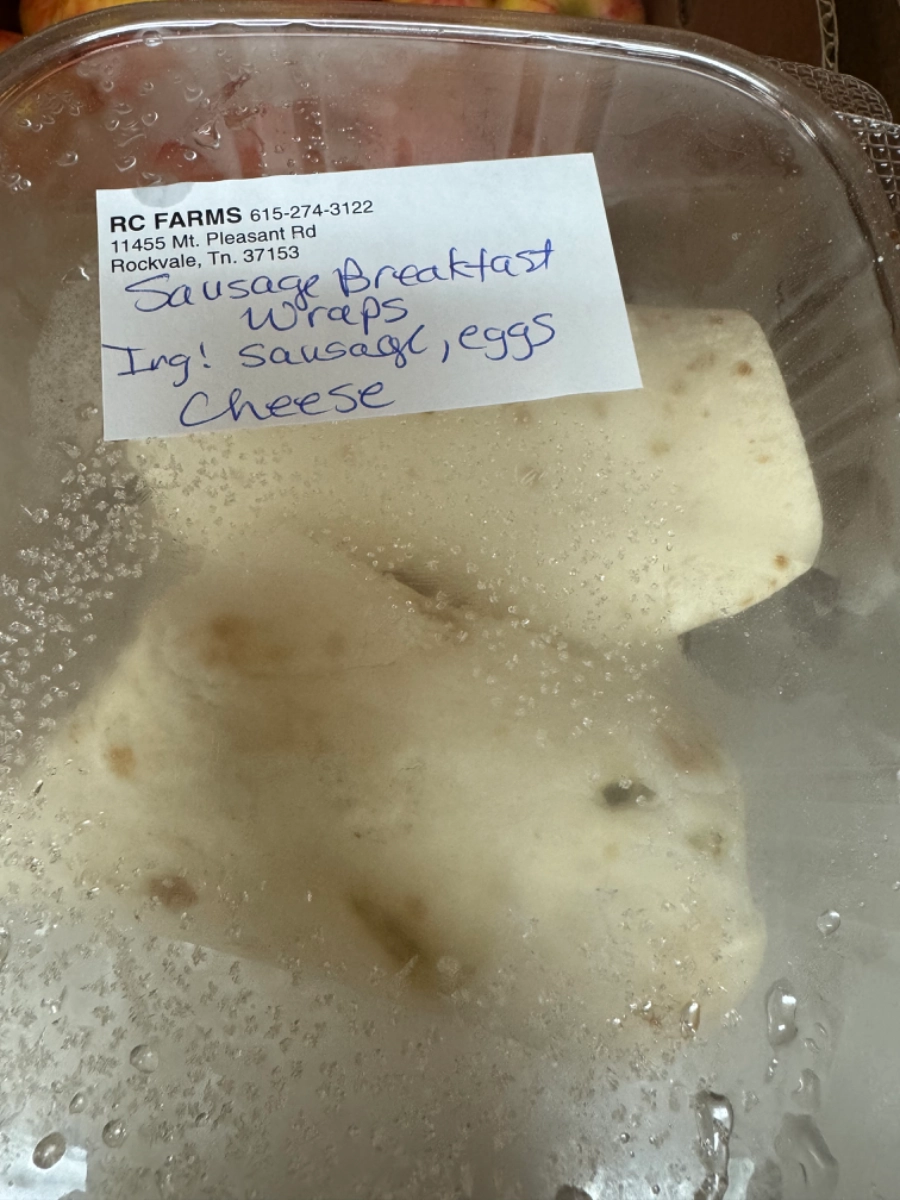 RC FARMS 615-274-3122
11455 Mt. Pleasant Rd
Rockvale, Tn. 37153
Sausage Breakfast
Wraps
Ing! sausage, eggs
Cheese